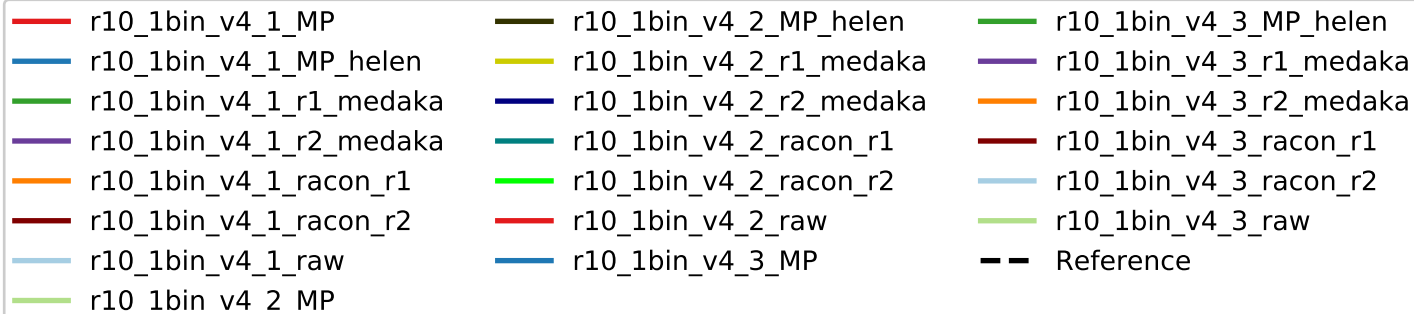 r10_1bin_v4_1_MP
r10_1bin_v4_1_MP_helen
r10_1bin_v4_1_r1_medaka
r10_1bin_v4_1_r2_medaka
r10_1bin_v4_1_racon_r1
r10_1bin_v4_1_racon_r2
r10_1bin_v4_1_raw
r10_1bin_v4_2_MP
r10_1bin_v4_2_MP_helen
r10_1bin_v4_2_r1_medaka
r10_1bin_v4_2_r2_medaka
r10_1bin_v4_2_racon_r1
r10_1bin_v4_2_racon_r2
r10_1bin_v4_2_raw
r10_1bin_v4_3_MP
r10_1bin_v4_3_MP_helen
r10_1bin_v4_3_r1_medaka
r10_1bin_v4_3_r2_medaka
r10_1bin_v4_3_racon_r1
r10_1bin_v4_3_racon_r2
r10_1bin_v4_3_raw
Reference